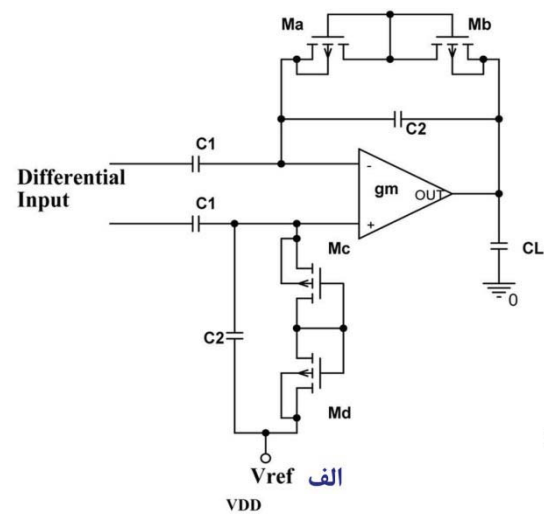 Ma Mb
C2
C1
Differential
Input
- gm OUT
C1
+
Mc
CL
0
C2
Md
Vref الف
VDD